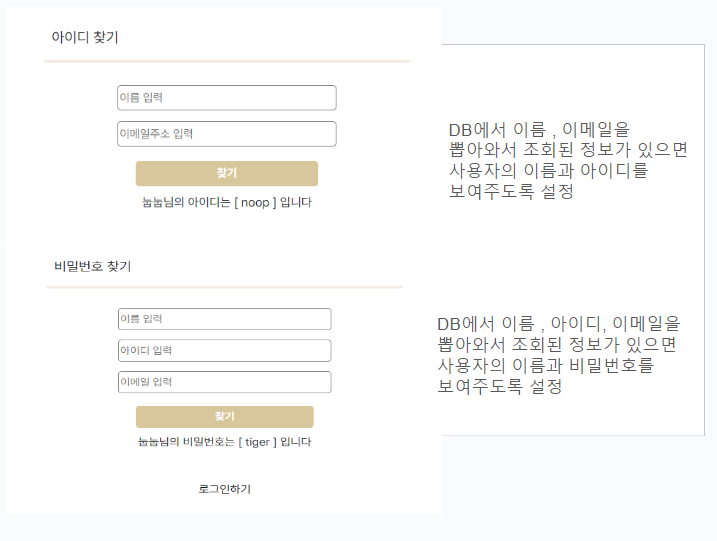 아이디 찾기
이름 입력
이메일주소 입력
찾기
눕눕님의 아이디는 [ noop ] 입니다
DB에서 이름 , 이메일을
뽑아와서 조회된 정보가 있으면
사용자의 이름과 아이디를
보여주도록 설정
비밀번호 찾기
이름 입력
아이디 입력
이메일 입력
찾기
눕눕님의 비밀번호는 [ tiger ] 입니다
로그인하기
DB에서 이름 , 아이디, 이메일을
뽑아와서 조회된 정보가 있으면
사용자의 이름과 비밀번호를
보여주도록 설정